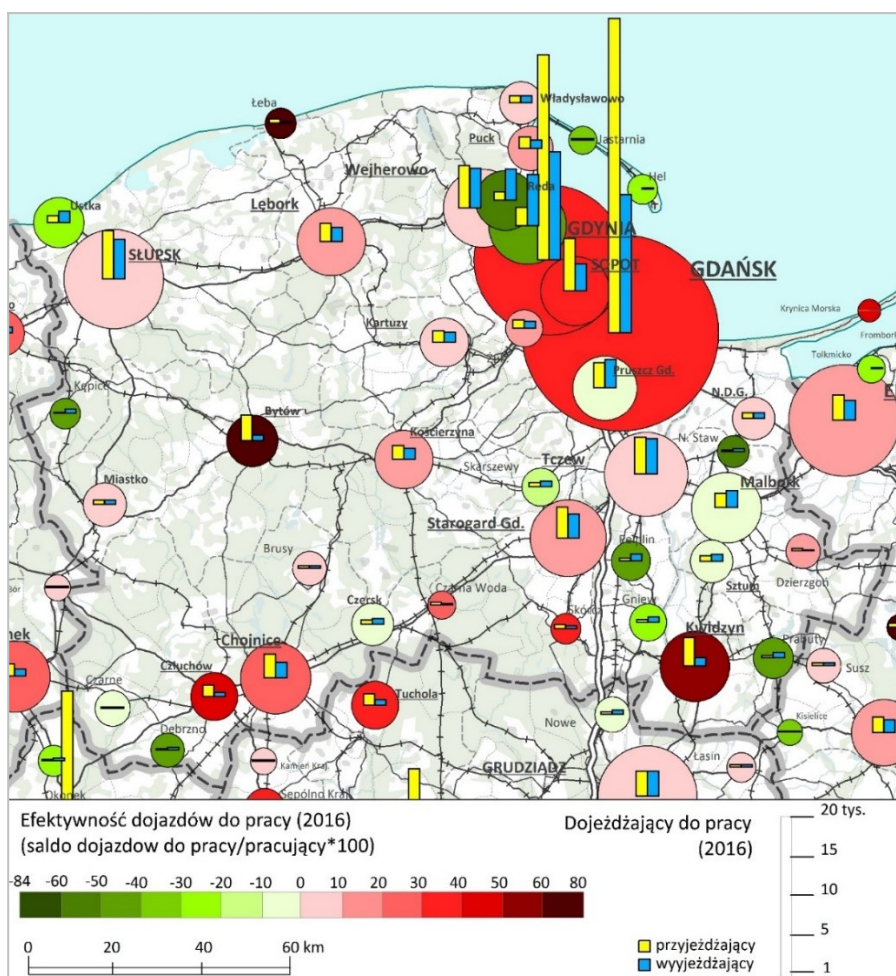 Łeba
Władysławowo
Puck
Jastarnia
Wejherowo
Reda
Hel
Ustka
Lębork
GDYNIA
SŁUPSK
SOPOT
GDAŃSK
Krynica Morska
Kartuzy
Frombork
Tolkmicko
Pruszcz Gd.
Kępice
N.D.G.
Bytów
Kościerzyna
N. Staw
Skarszewy
Tczew
Miastko
Malbork
Starogard Gd.
Brusy
Pelplin
Dzierzgoń
Sztum
Czarna Woda
Czersk
Skórcz
Gniew
Chojnice
Kwidzyn
Prabuty
Człuchów
Susz
Czarne
Tuchola
Nowe
Kisielice
Debrzno
Kamień Kraj.
GRUDZIĄDZ
Łasin
Okonek
Sępólno Kraj.
Efektywność dojazdów do pracy (2016)
(saldo dojazdow do pracy/pracujący*100)
Dojeżdżający do pracy
(2016)
20 tys.
15
10
5
1
-84 -60 -50 -40 -30 -20 -10 0 10 20 30 40 50 60 80
0 20 40 60 km
przyjeżdżający
wyyjeżdżający